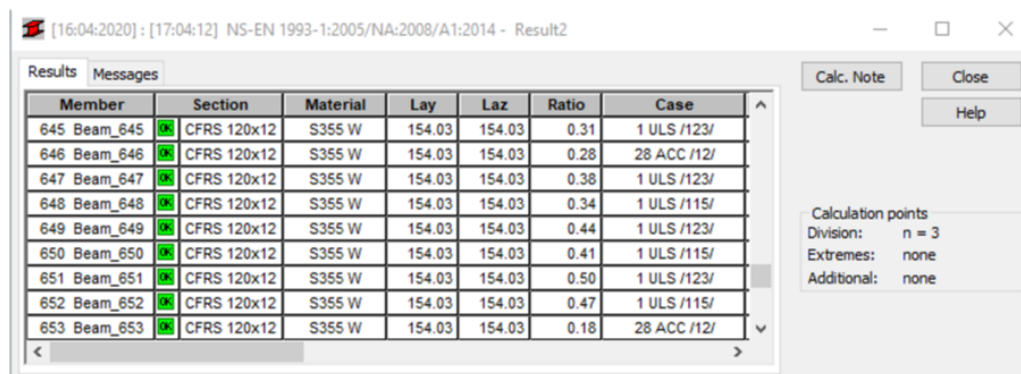 [16:04:2020] : [17:04:12] NS-EN 1993-1:2005/NA:2008/A1:2014 - Result2
Results Messages
Calc. Note Close
Help
Member Section Material Lay Laz Ratio Case
645 Beam_645 OK CFRS 120x12 S355 W 154.03 154.03 0.31 1 ULS /123/
646 Beam_646 OK CFRS 120x12 S355 W 154.03 154.03 0.28 28 ACC /12/
647 Beam_647 OK CFRS 120x12 S355 W 154.03 154.03 0.38 1 ULS /123/
648 Beam_648 OK CFRS 120x12 S355 W 154.03 154.03 0.34 1 ULS /115/
649 Beam_649 OK CFRS 120x12 S355 W 154.03 154.03 0.44 1 ULS /123/
650 Beam_650 OK CFRS 120x12 S355 W 154.03 154.03 0.41 1 ULS /115/
651 Beam_651 OK CFRS 120x12 S355 W 154.03 154.03 0.50 1 ULS /123/
652 Beam_652 OK CFRS 120x12 S355 W 154.03 154.03 0.47 1 ULS /115/
653 Beam_653 OK CFRS 120x12 S355 W 154.03 154.03 0.18 28 ACC /12/
Calculation points
Division: n = 3
Extremes: none
Additional: none